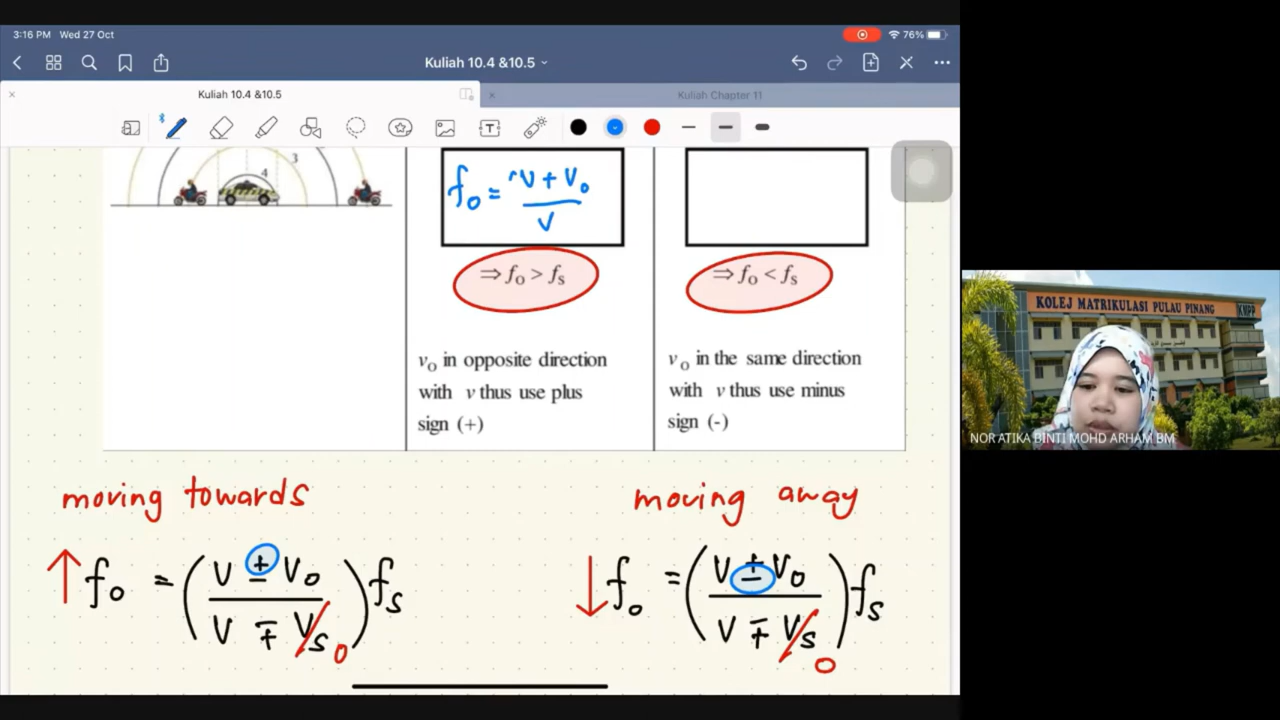 3:16 PM Wed 27 Oct
76%
Kuliah 10.4 &10.5
Kuliah 10.4 &10.5
Kuliah Chapter 11
3
4
f₀ = v + v₀ / v
⇒ f₀ > fₛ
⇒ f₀ < fₛ
v₀ in opposite direction
with v thus use plus
sign (+)
v₀ in the same direction
with v thus use minus
sign (-)
moving towards
moving away
↑ f₀ = (v ± v₀ / v ∓ vₛ) fₛ
0
↓ f₀ = (v ± v₀ / v ∓ vₛ) fₛ
0
KOLEJ MATRIKULASI PULAU PINANG
KMPP
NOR ATIKA BINTI MOHD ARHAM BM